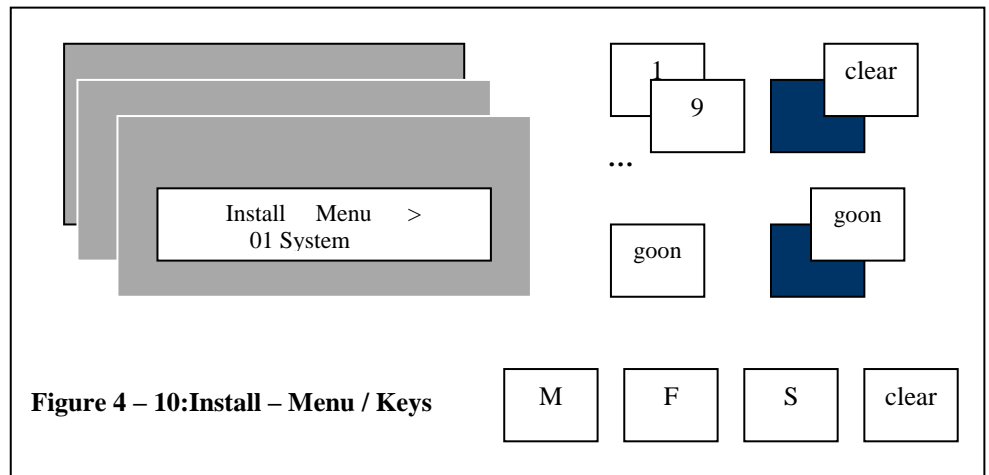 1
clear
9
...
Install Menu >
01 System
goon
goon
Figure 4 – 10:Install – Menu / Keys
M
F
S
clear